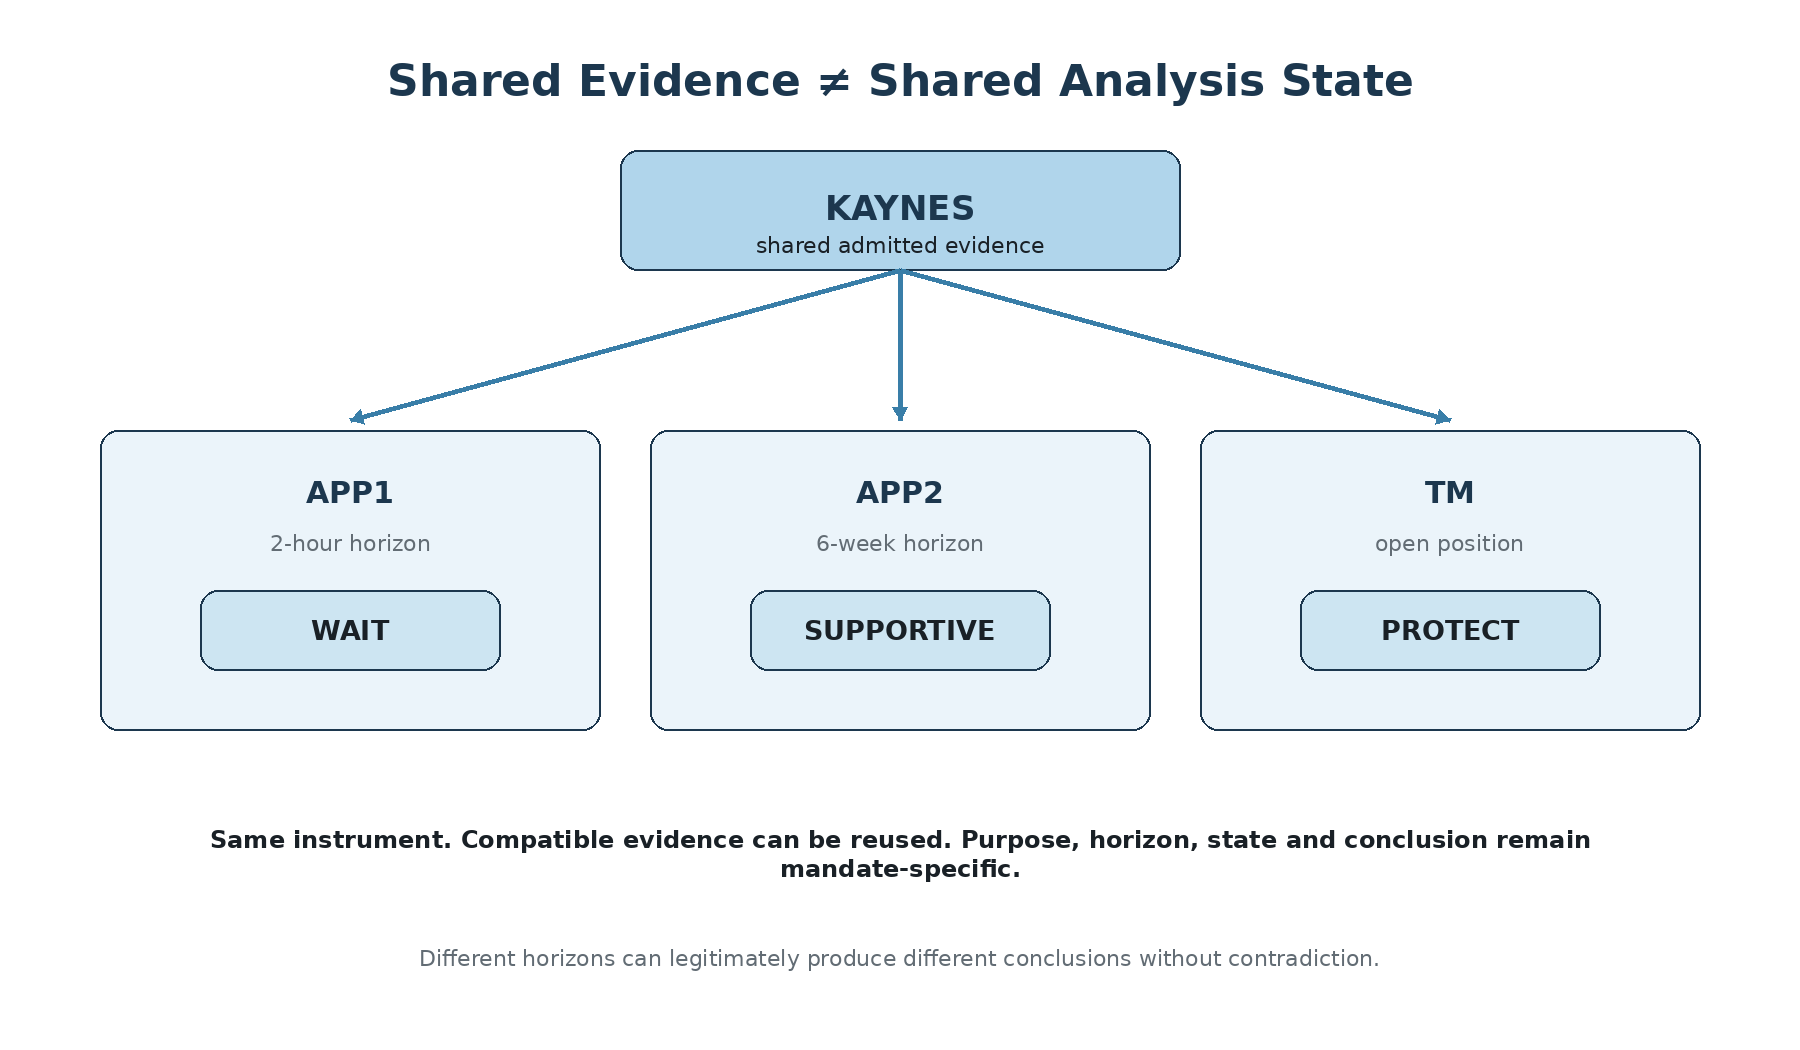 Shared Evidence ≠ Shared Analysis State
KAYNES
shared admitted evidence
APP1
2-hour horizon
WAIT
APP2
6-week horizon
SUPPORTIVE
TM
open position
PROTECT
Same instrument. Compatible evidence can be reused. Purpose, horizon, state and conclusion remain
mandate-specific.
Different horizons can legitimately produce different conclusions without contradiction.